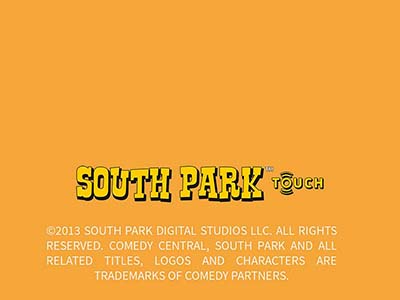 SOUTH PARK™ TOUCH
©2013 SOUTH PARK DIGITAL STUDIOS LLC. ALL RIGHTS
RESERVED. COMEDY CENTRAL, SOUTH PARK AND ALL
RELATED TITLES, LOGOS AND CHARACTERS ARE
TRADEMARKS OF COMEDY PARTNERS.